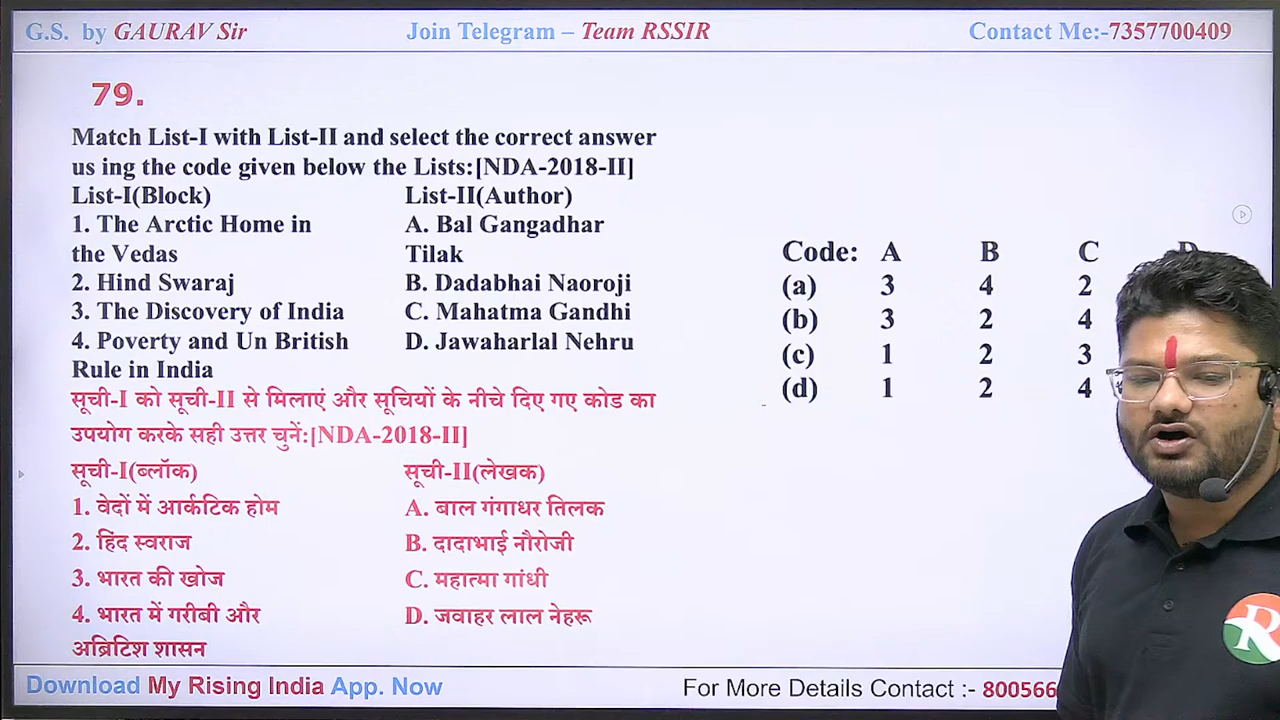 G.S. by GAURAV Sir
Join Telegram – Team RSSIR
Contact Me:-7357700409
79.
Match List-I with List-II and select the correct answer
us ing the code given below the Lists:[NDA-2018-II]
List-I(Block) List-II(Author)
1. The Arctic Home in A. Bal Gangadhar
the Vedas Tilak
2. Hind Swaraj B. Dadabhai Naoroji
3. The Discovery of India C. Mahatma Gandhi
4. Poverty and Un British D. Jawaharlal Nehru
Rule in India
सूची-I को सूची-II से मिलाएं और सूचियों के नीचे दिए गए कोड का
उपयोग करके सही उत्तर चुनें:[NDA-2018-II]
सूची-I(ब्लॉक) सूची-II(लेखक)
1. वेदों में आर्कटिक होम A. बाल गंगाधर तिलक
2. हिंद स्वराज B. दादाभाई नौरोजी
3. भारत की खोज C. महात्मा गांधी
4. भारत में गरीबी और D. जवाहर लाल नेहरू
अब्रिटिश शासन
Code: A B C D
(a) 3 4 2
(b) 3 2 4
(c) 1 2 3
(d) 1 2 4
R
Download My Rising India App. Now
For More Details Contact :- 800566